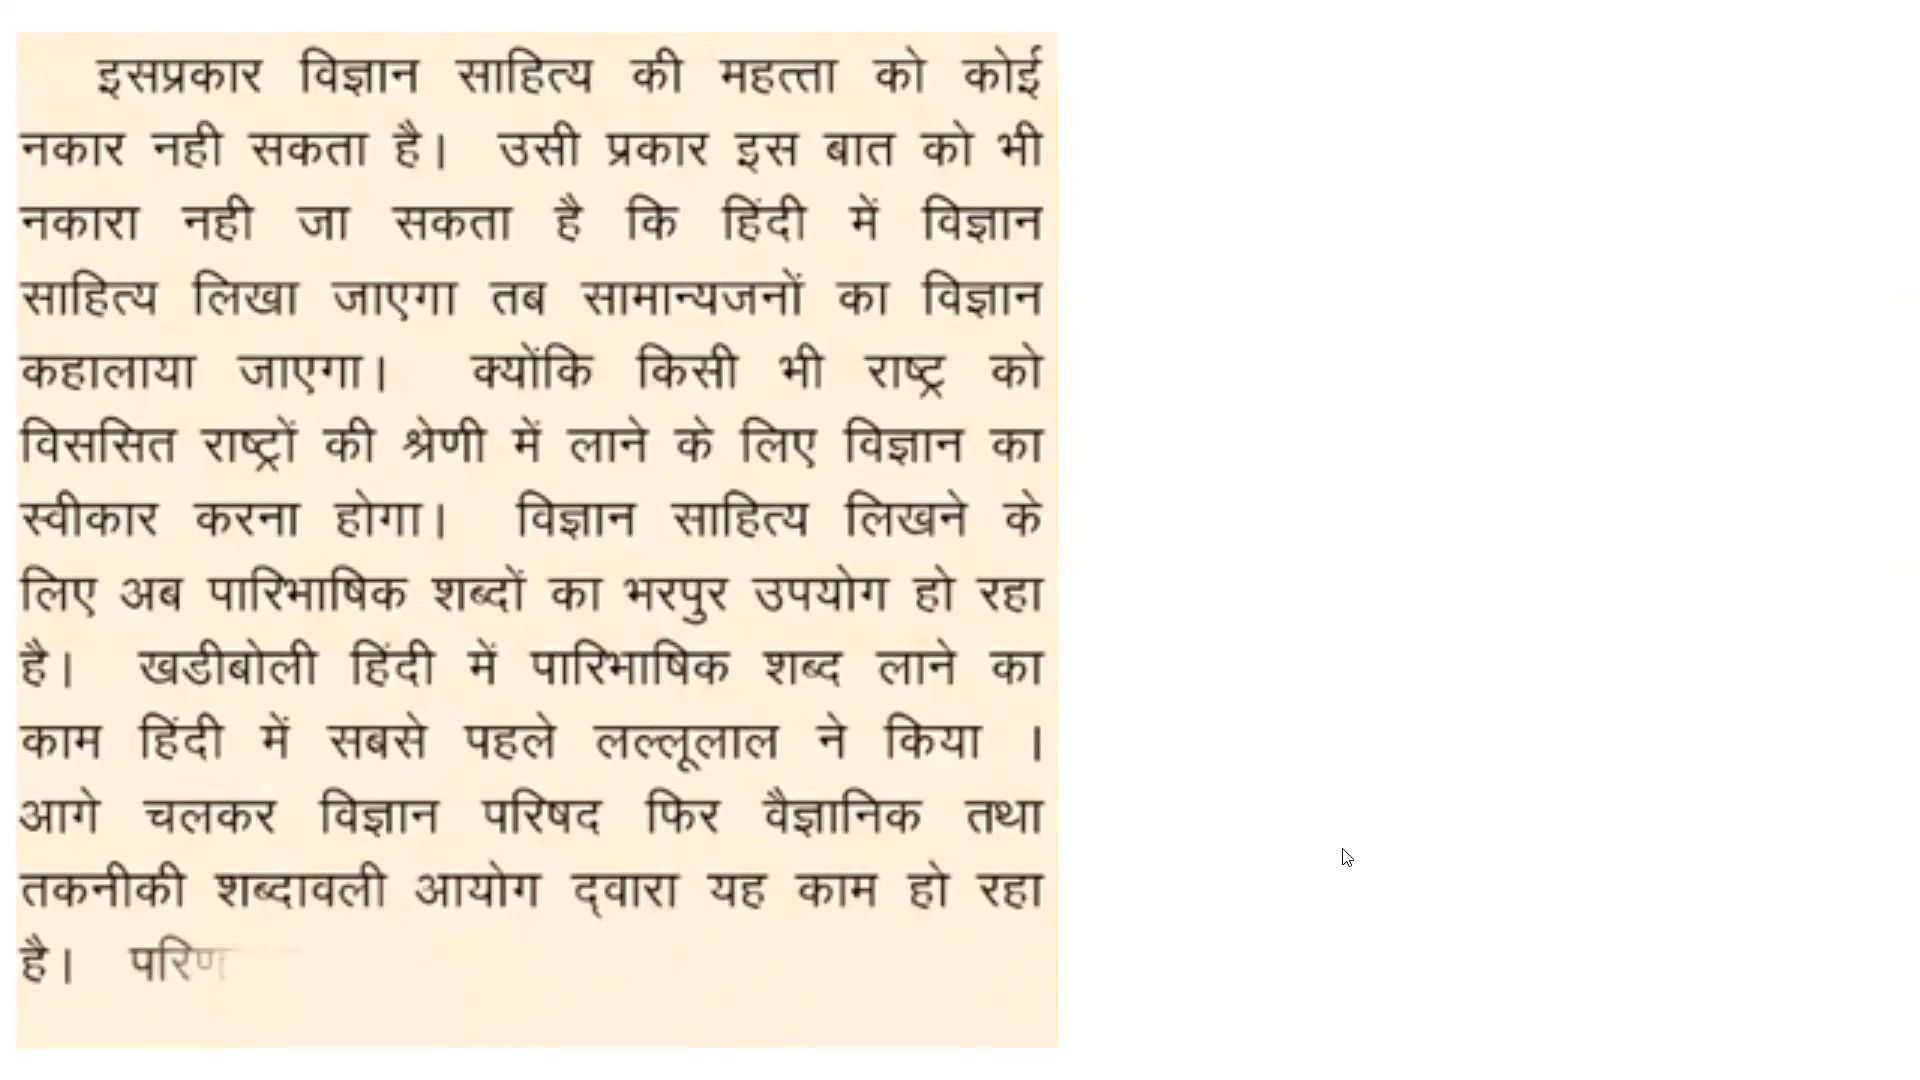 इसप्रकार विज्ञान साहित्य की महत्ता को कोई
नकार नही सकता है। उसी प्रकार इस बात को भी
नकारा नही जा सकता है कि हिंदी में विज्ञान
साहित्य लिखा जाएगा तब सामान्यजनों का विज्ञान
कहालाया जाएगा। क्योंकि किसी भी राष्ट्र को
विससित राष्ट्रों की श्रेणी में लाने के लिए विज्ञान का
स्वीकार करना होगा। विज्ञान साहित्य लिखने के
लिए अब पारिभाषिक शब्दों का भरपुर उपयोग हो रहा
है। खडीबोली हिंदी में पारिभाषिक शब्द लाने का
काम हिंदी में सबसे पहले लल्लूलाल ने किया ।
आगे चलकर विज्ञान परिषद फिर वैज्ञानिक तथा
तकनीकी शब्दावली आयोग द्वारा यह काम हो रहा
है।